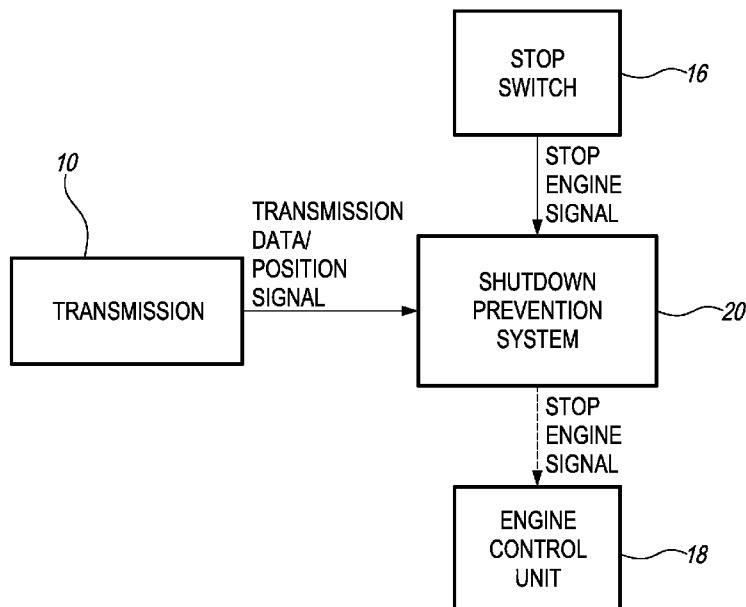 STOP
SWITCH
16
STOP
ENGINE
SIGNAL
10
TRANSMISSION
DATA/
POSITION
SIGNAL
TRANSMISSION
SHUTDOWN
PREVENTION
SYSTEM
20
STOP
ENGINE
SIGNAL
ENGINE
CONTROL
UNIT
18